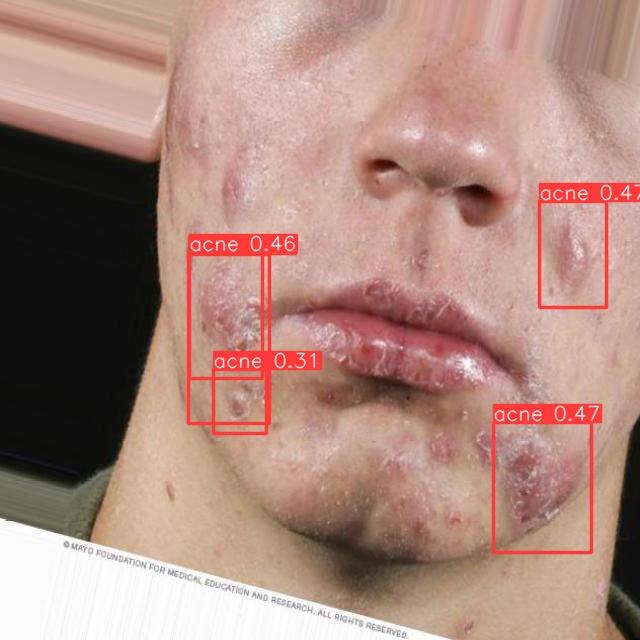 acne 0.47
acne 0.46
acne 0.31
acne 0.47
© MAYO FOUNDATION FOR MEDICAL EDUCATION AND RESEARCH. ALL RIGHTS RESERVED.